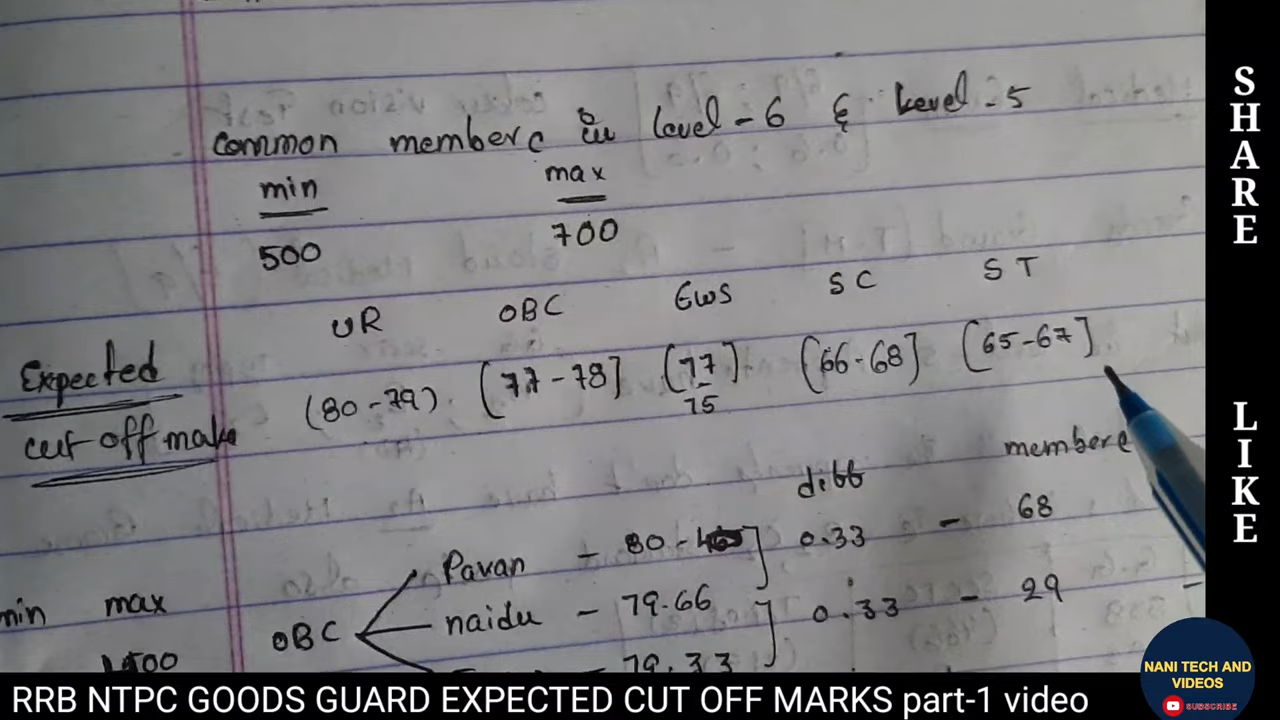 common members in level - 6 & Level - 5
min max
500 700
UR OBC EWS SC ST
Expected
cut off marks
(80 - 79) (77 - 78] (77] (66 - 68] (65 - 67]
75
diff members
Pavan - 80 - 0.33 - 68
min max
OBC naidu - 79.66 0.33 - 29 -
79.33
SHARE
LIKE
NANI TECH AND
VIDEOS
SUBSCRIBE
RRB NTPC GOODS GUARD EXPECTED CUT OFF MARKS part-1 video